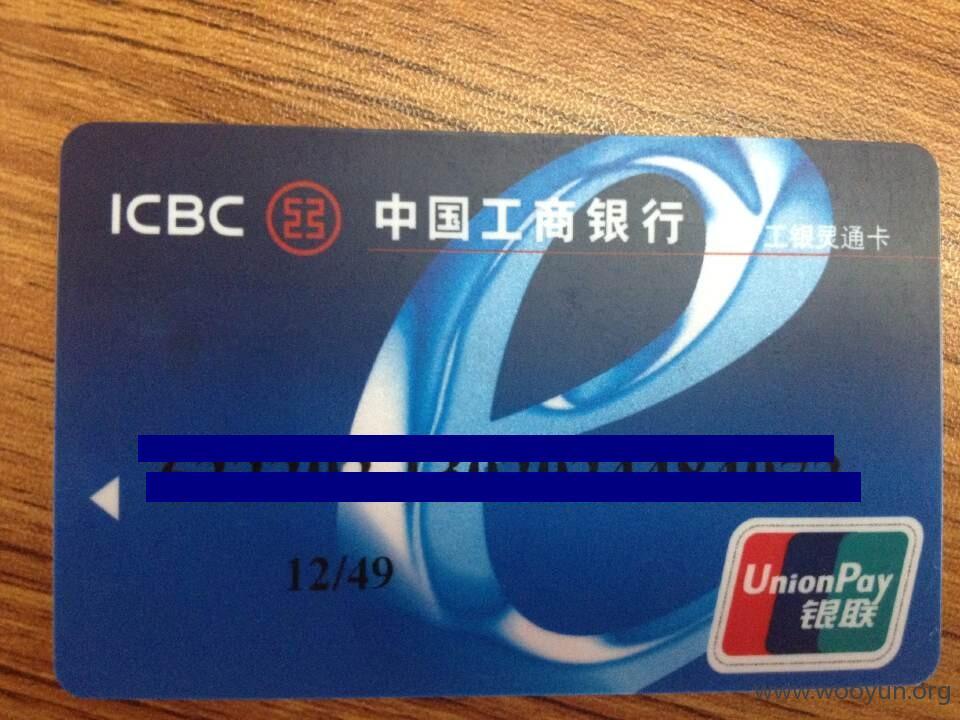 ICBC 中国工商银行
工银灵通卡
12/49
UnionPay
银联
www.wooyun.org